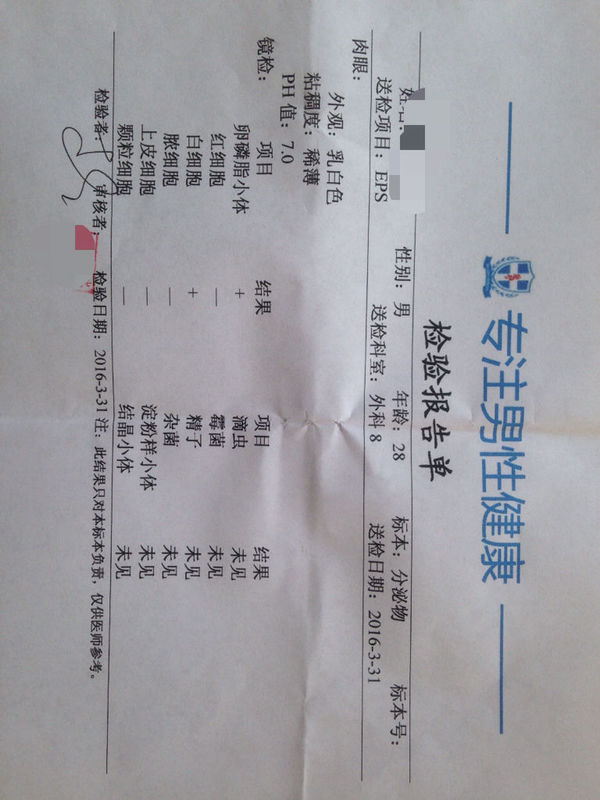 专注男性健康
检验报告单
姓名: 性别: 男 年龄: 28 标本: 分泌物 标本号:
送检项目: EPS 送检科室: 外科 8 送检日期: 2016-3-31
肉眼:
外观: 乳白色
粘稠度: 稀薄
PH 值: 7.0
镜检: 项目 结果 项目 结果
卵磷脂小体 + 滴虫 未见
红细胞 — 霉菌 未见
白细胞 + 精子 未见
脓细胞 — 杂菌 未见
上皮细胞 — 淀粉样小体 未见
颗粒细胞 — 结晶小体 未见
检验者: 审核者: 检验日期: 2016-3-31 注: 此结果只对本标本负责, 仅供医师参考。